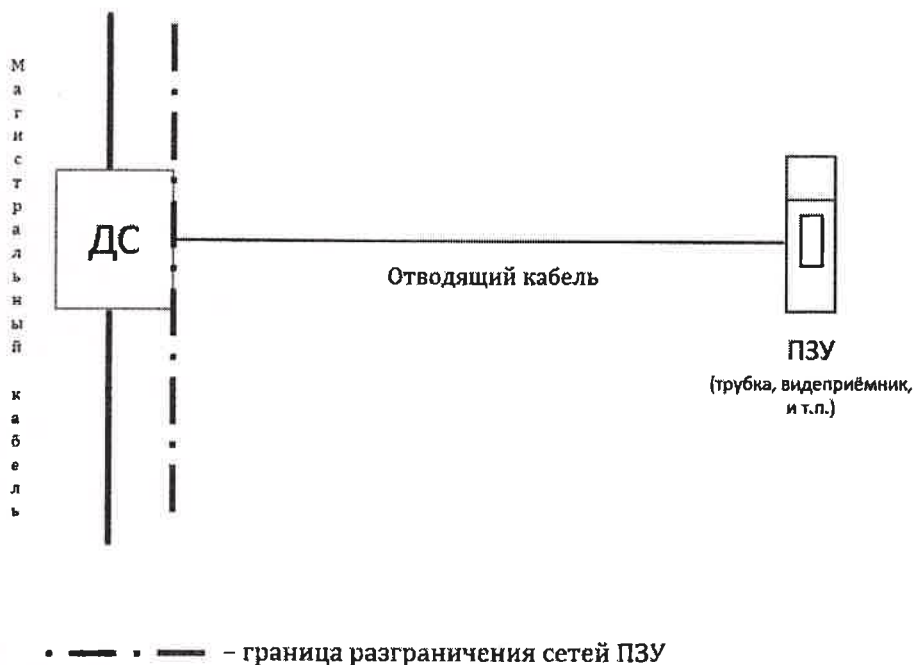 Магистральный кабель
ДС
Отводящий кабель
ПЗУ
(трубка, видеприёмник,
и т.п.)
– граница разграничения сетей ПЗУ